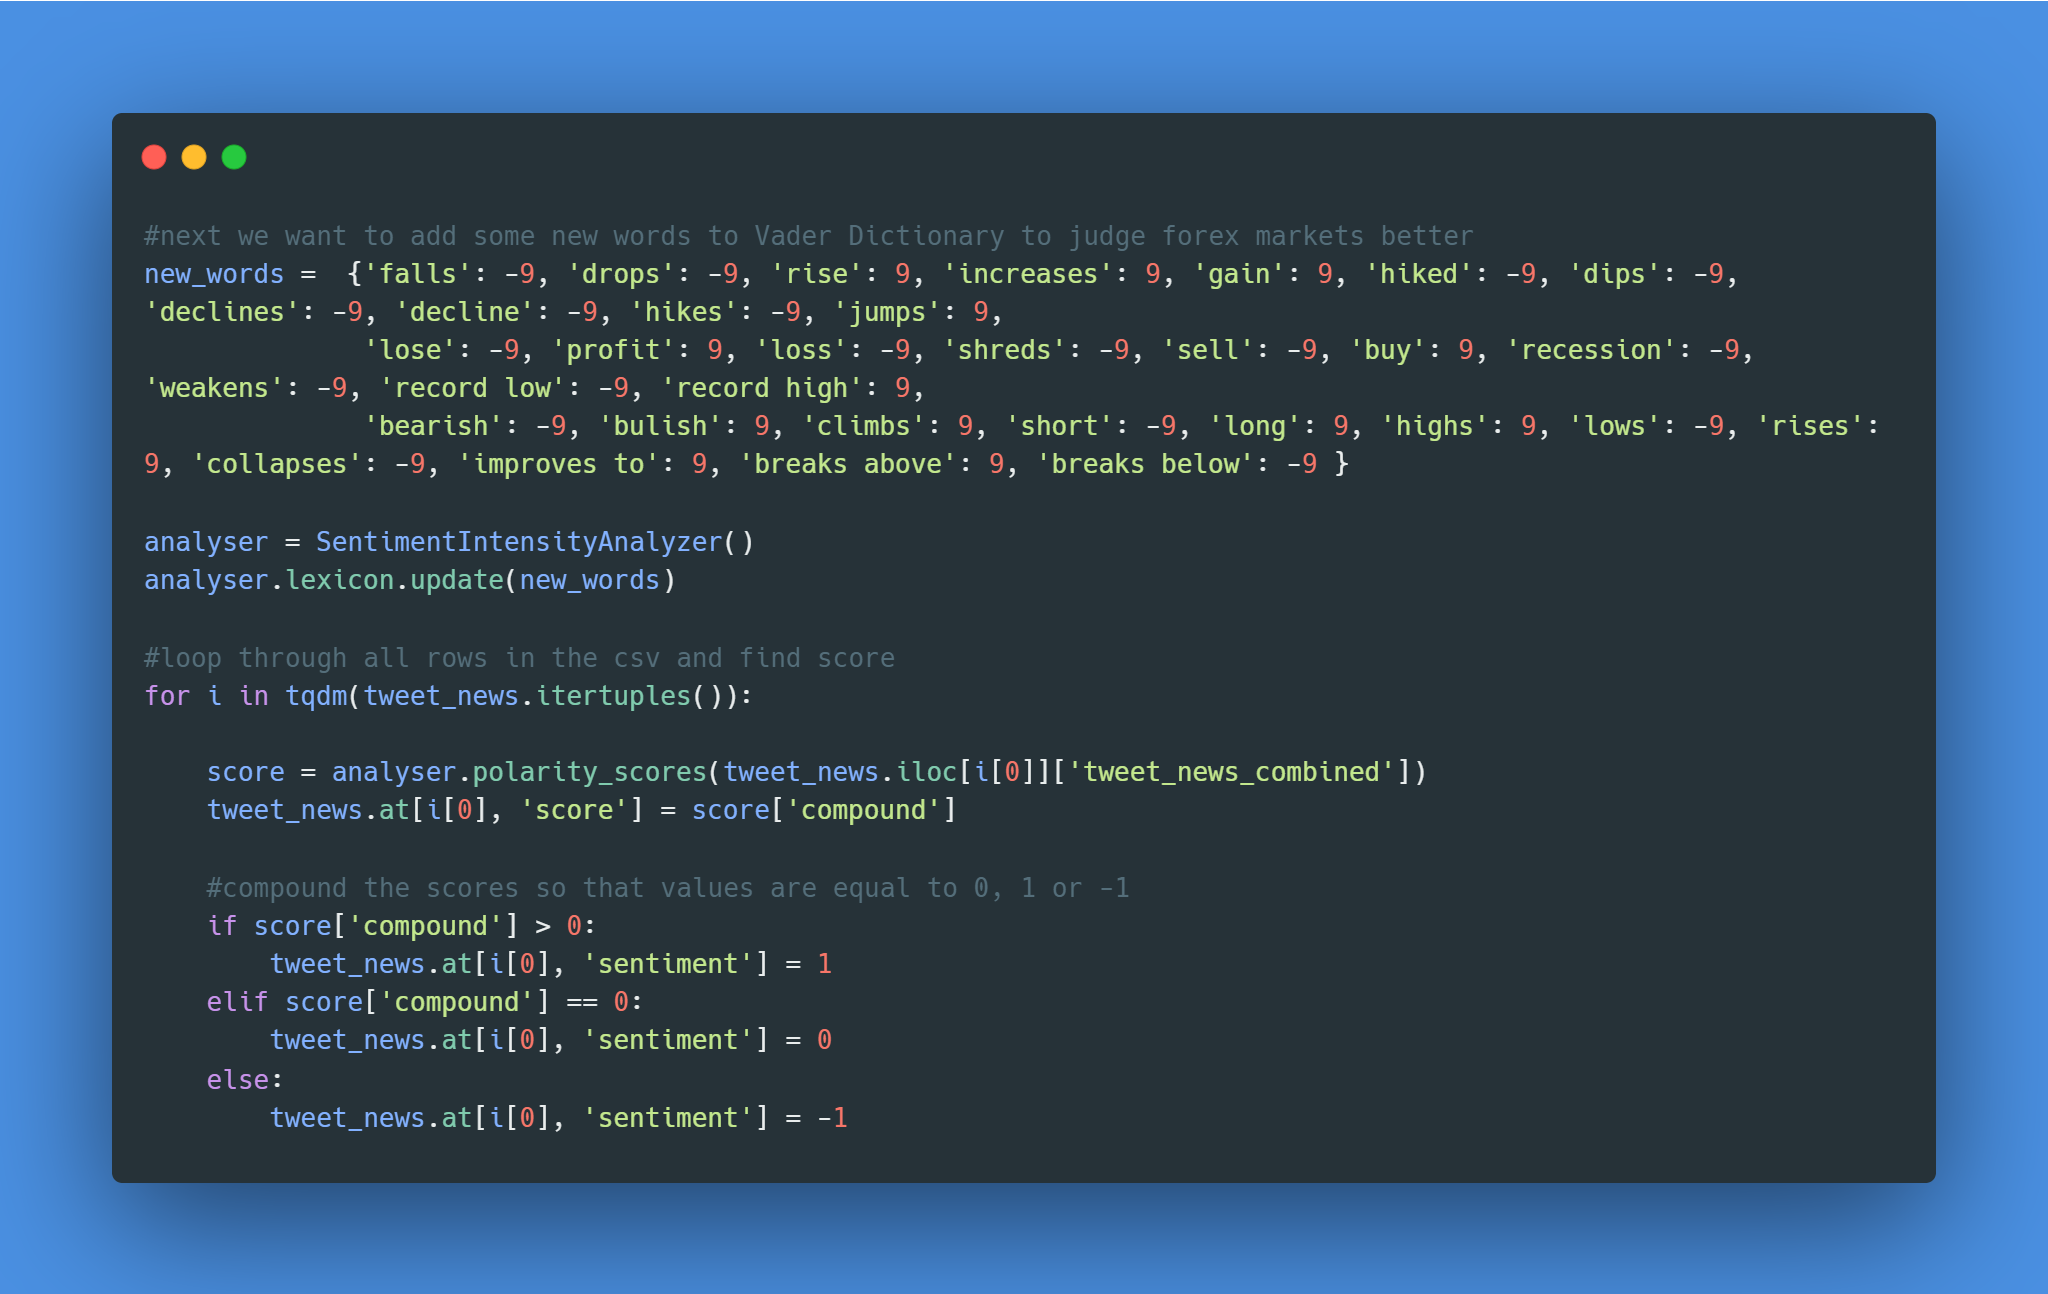 #next we want to add some new words to Vader Dictionary to judge forex markets better
new_words =  {'falls': -9, 'drops': -9, 'rise': 9, 'increases': 9, 'gain': 9, 'hiked': -9, 'dips': -9,
'declines': -9, 'decline': -9, 'hikes': -9, 'jumps': 9,
              'lose': -9, 'profit': 9, 'loss': -9, 'shreds': -9, 'sell': -9, 'buy': 9, 'recession': -9,
'weakens': -9, 'record low': -9, 'record high': 9,
              'bearish': -9, 'bulish': 9, 'climbs': 9, 'short': -9, 'long': 9, 'highs': 9, 'lows': -9, 'rises':
9, 'collapses': -9, 'improves to': 9, 'breaks above': 9, 'breaks below': -9 }
analyser = SentimentIntensityAnalyzer()
analyser.lexicon.update(new_words)
#loop through all rows in the csv and find score
for i in tqdm(tweet_news.itertuples()):
    score = analyser.polarity_scores(tweet_news.iloc[i[0]]['tweet_news_combined'])
    tweet_news.at[i[0], 'score'] = score['compound']
    #compound the scores so that values are equal to 0, 1 or -1
    if score['compound'] > 0:
        tweet_news.at[i[0], 'sentiment'] = 1
    elif score['compound'] == 0:
        tweet_news.at[i[0], 'sentiment'] = 0
    else:
        tweet_news.at[i[0], 'sentiment'] = -1